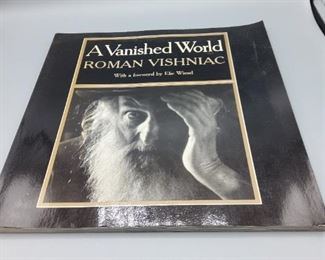 A Vanished World
ROMAN VISHNIAC
With a foreword by Elie Wiesel